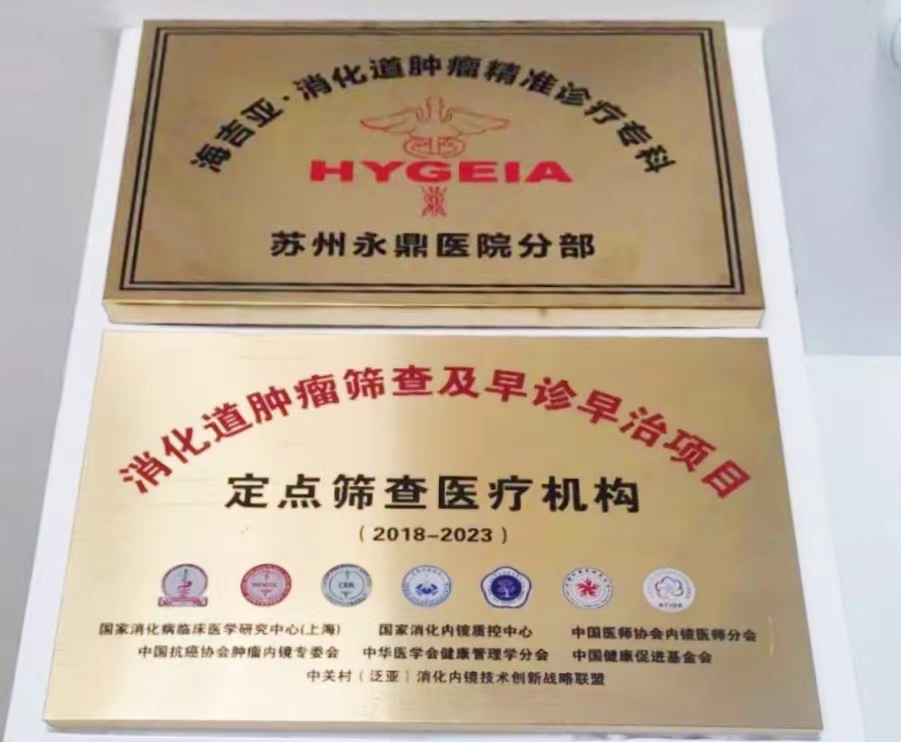 海吉亚·消化道肿瘤精准诊疗专科
HYGEIA
苏州永鼎医院分部
消化道肿瘤筛查及早诊早治项目
定点筛查医疗机构
(2018-2023)
国家消化病临床医学研究中心(上海) 国家消化内镜质控中心 中国医师协会内镜医师分会
中国抗癌协会肿瘤内镜专委会 中华医学会健康管理学分会 中国健康促进基金会
中关村（泛亚）消化内镜技术创新战略联盟